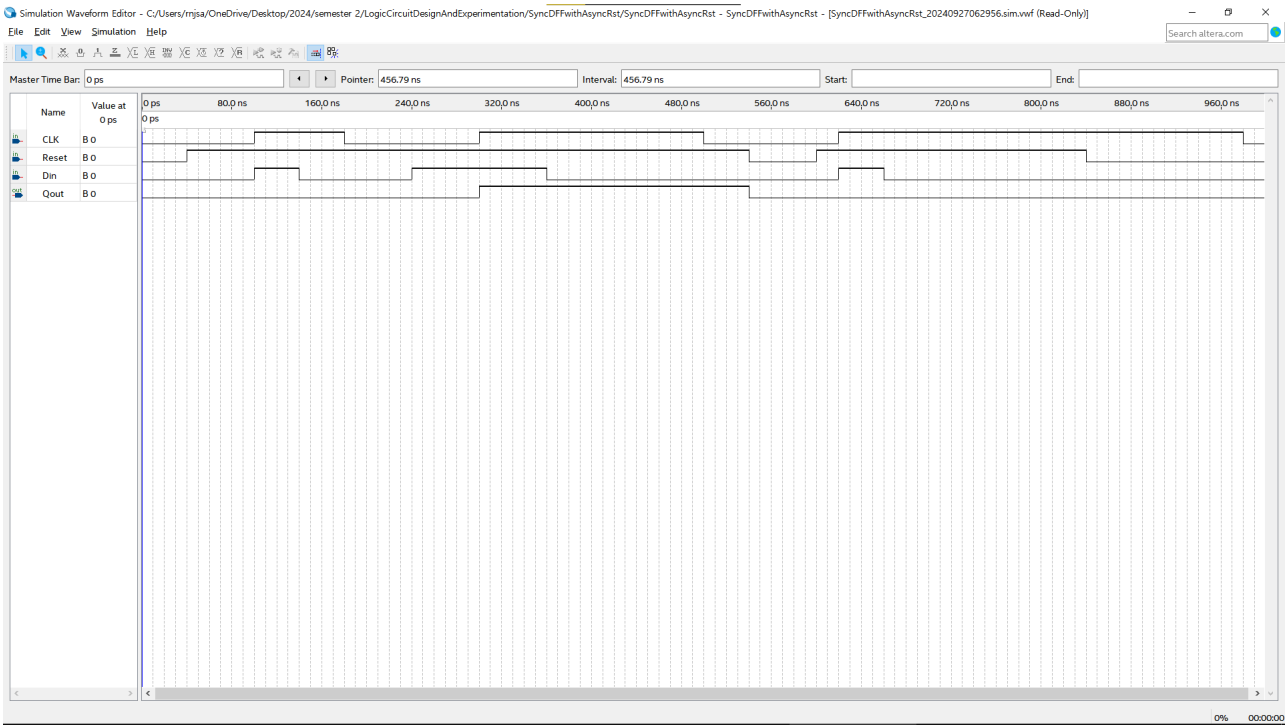 Simulation Waveform Editor - C:/Users/rnjsa/OneDrive/Desktop/2024/semester 2/LogicCircuitDesignAndExperimentation/SyncDFFwithAsyncRst/SyncDFFwithAsyncRst - SyncDFFwithAsyncRst - [SyncDFFwithAsyncRst_20240927062956.sim.vwf (Read-Only)]
File Edit View Simulation Help
Search altera.com
Master Time Bar: 0 ps Pointer: 456.79 ns Interval: 456.79 ns Start: End:
Name Value at 0 ps
0 ps 80.0 ns 160.0 ns 240.0 ns 320.0 ns 400.0 ns 480.0 ns 560.0 ns 640.0 ns 720.0 ns 800.0 ns 880.0 ns 960.0 ns
0 ps
in CLK B 0
in Reset B 0
in Din B 0
out Qout B 0
0% 00:00:00